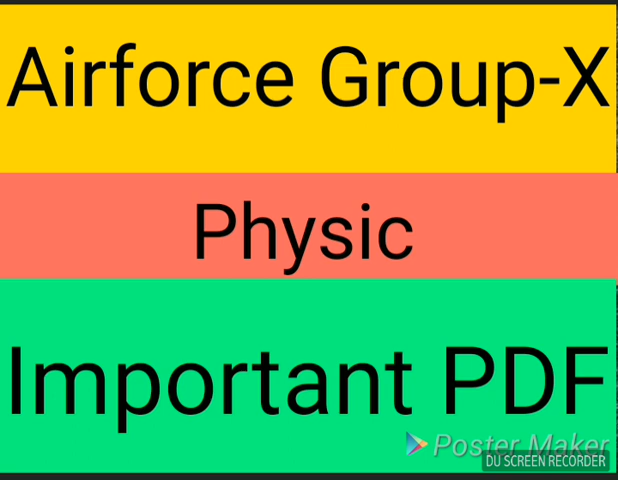 Airforce Group-X
Physic
Important PDF
Poster Maker
DU SCREEN RECORDER